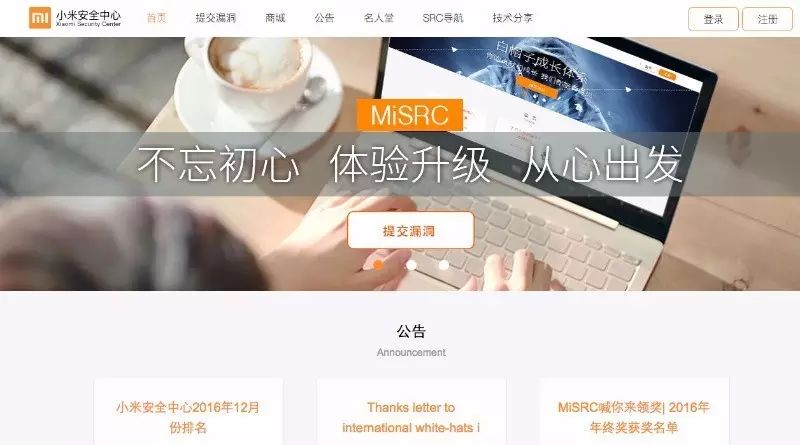 小米安全中心
Xiaomi Security Center
首页 提交漏洞 商城 公告 名人堂 SRC导航 技术分享
登录 注册
白帽子成长体系
MiSRC
不忘初心 体验升级 从心出发
提交漏洞
公告
Announcement
小米安全中心2016年12月
份排名
Thanks letter to
international white-hats i
MiSRC喊你来领奖| 2016年
年终奖获奖名单